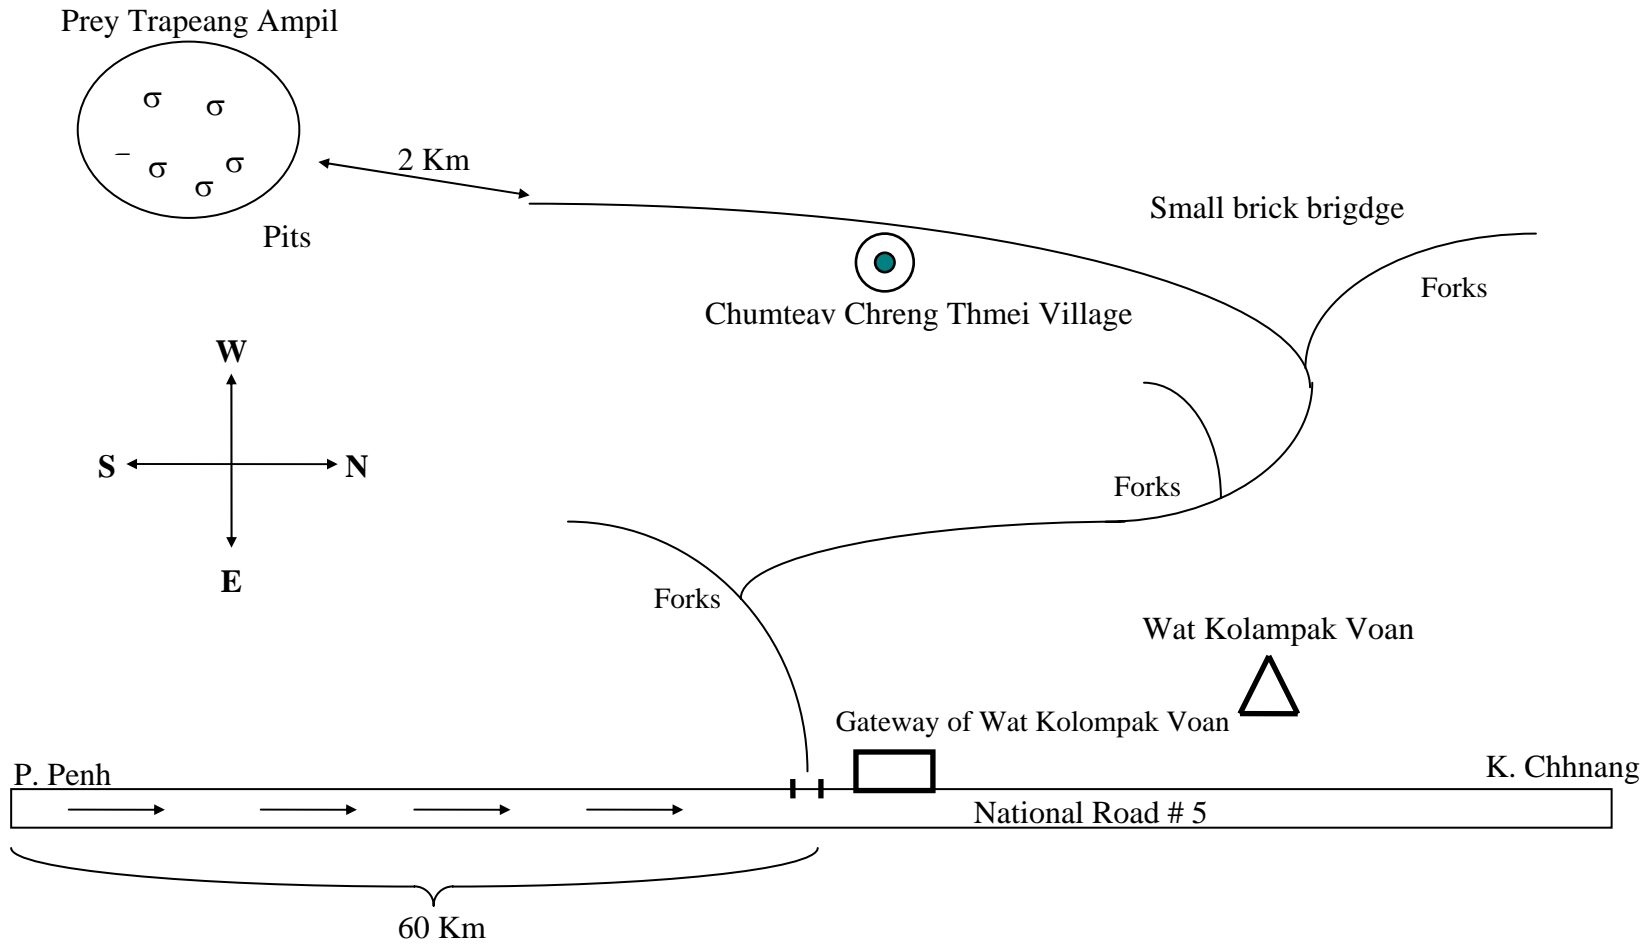 Prey Trapeang Ampil
σ σ
σ σ
σ
2 Km
Pits
Small brick brigdge
Forks
Chumteav Chreng Thmei Village
W
S N
E
Forks
Forks
Wat Kolampak Voan
Gateway of Wat Kolompak Voan
P. Penh
K. Chhnang
National Road # 5
60 Km